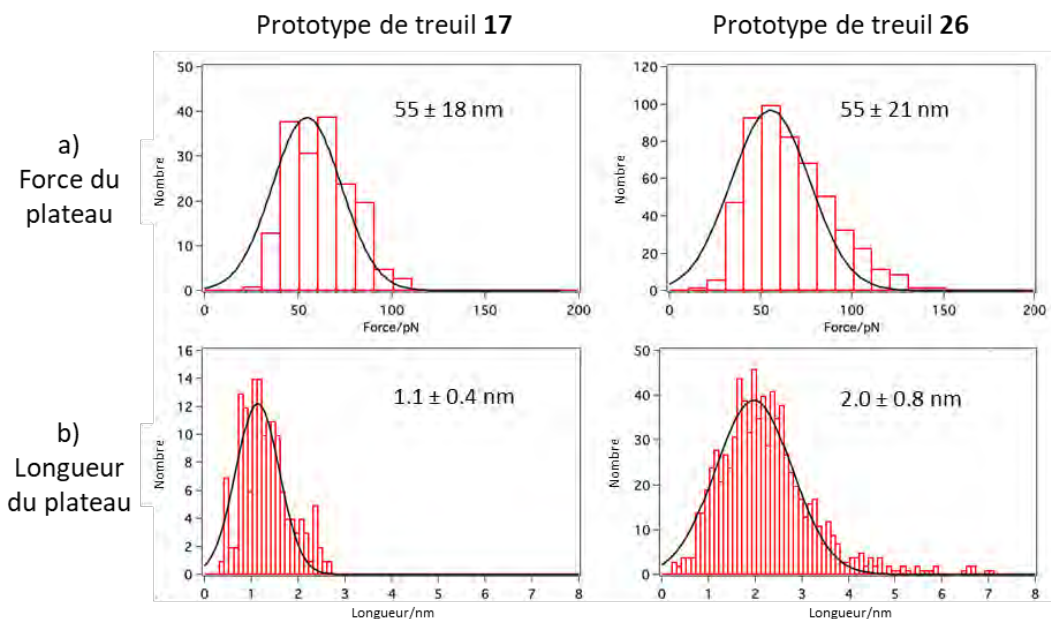 Prototype de treuil 17
Prototype de treuil 26
a)
Force du
plateau
Nombre
50
40
30
20
10
0
55 ± 18 nm
0
50
100
150
200
Force/pN
Nombre
120
100
80
60
40
20
0
55 ± 21 nm
0
50
100
150
200
Force/pN
b)
Longueur
du plateau
Nombre
16
14
12
10
8
6
4
2
0
1.1 ± 0.4 nm
0
1
2
3
4
5
6
7
8
Longueur/nm
Nombre
50
40
30
20
10
0
2.0 ± 0.8 nm
0
1
2
3
4
5
6
7
8
Longueur/nm